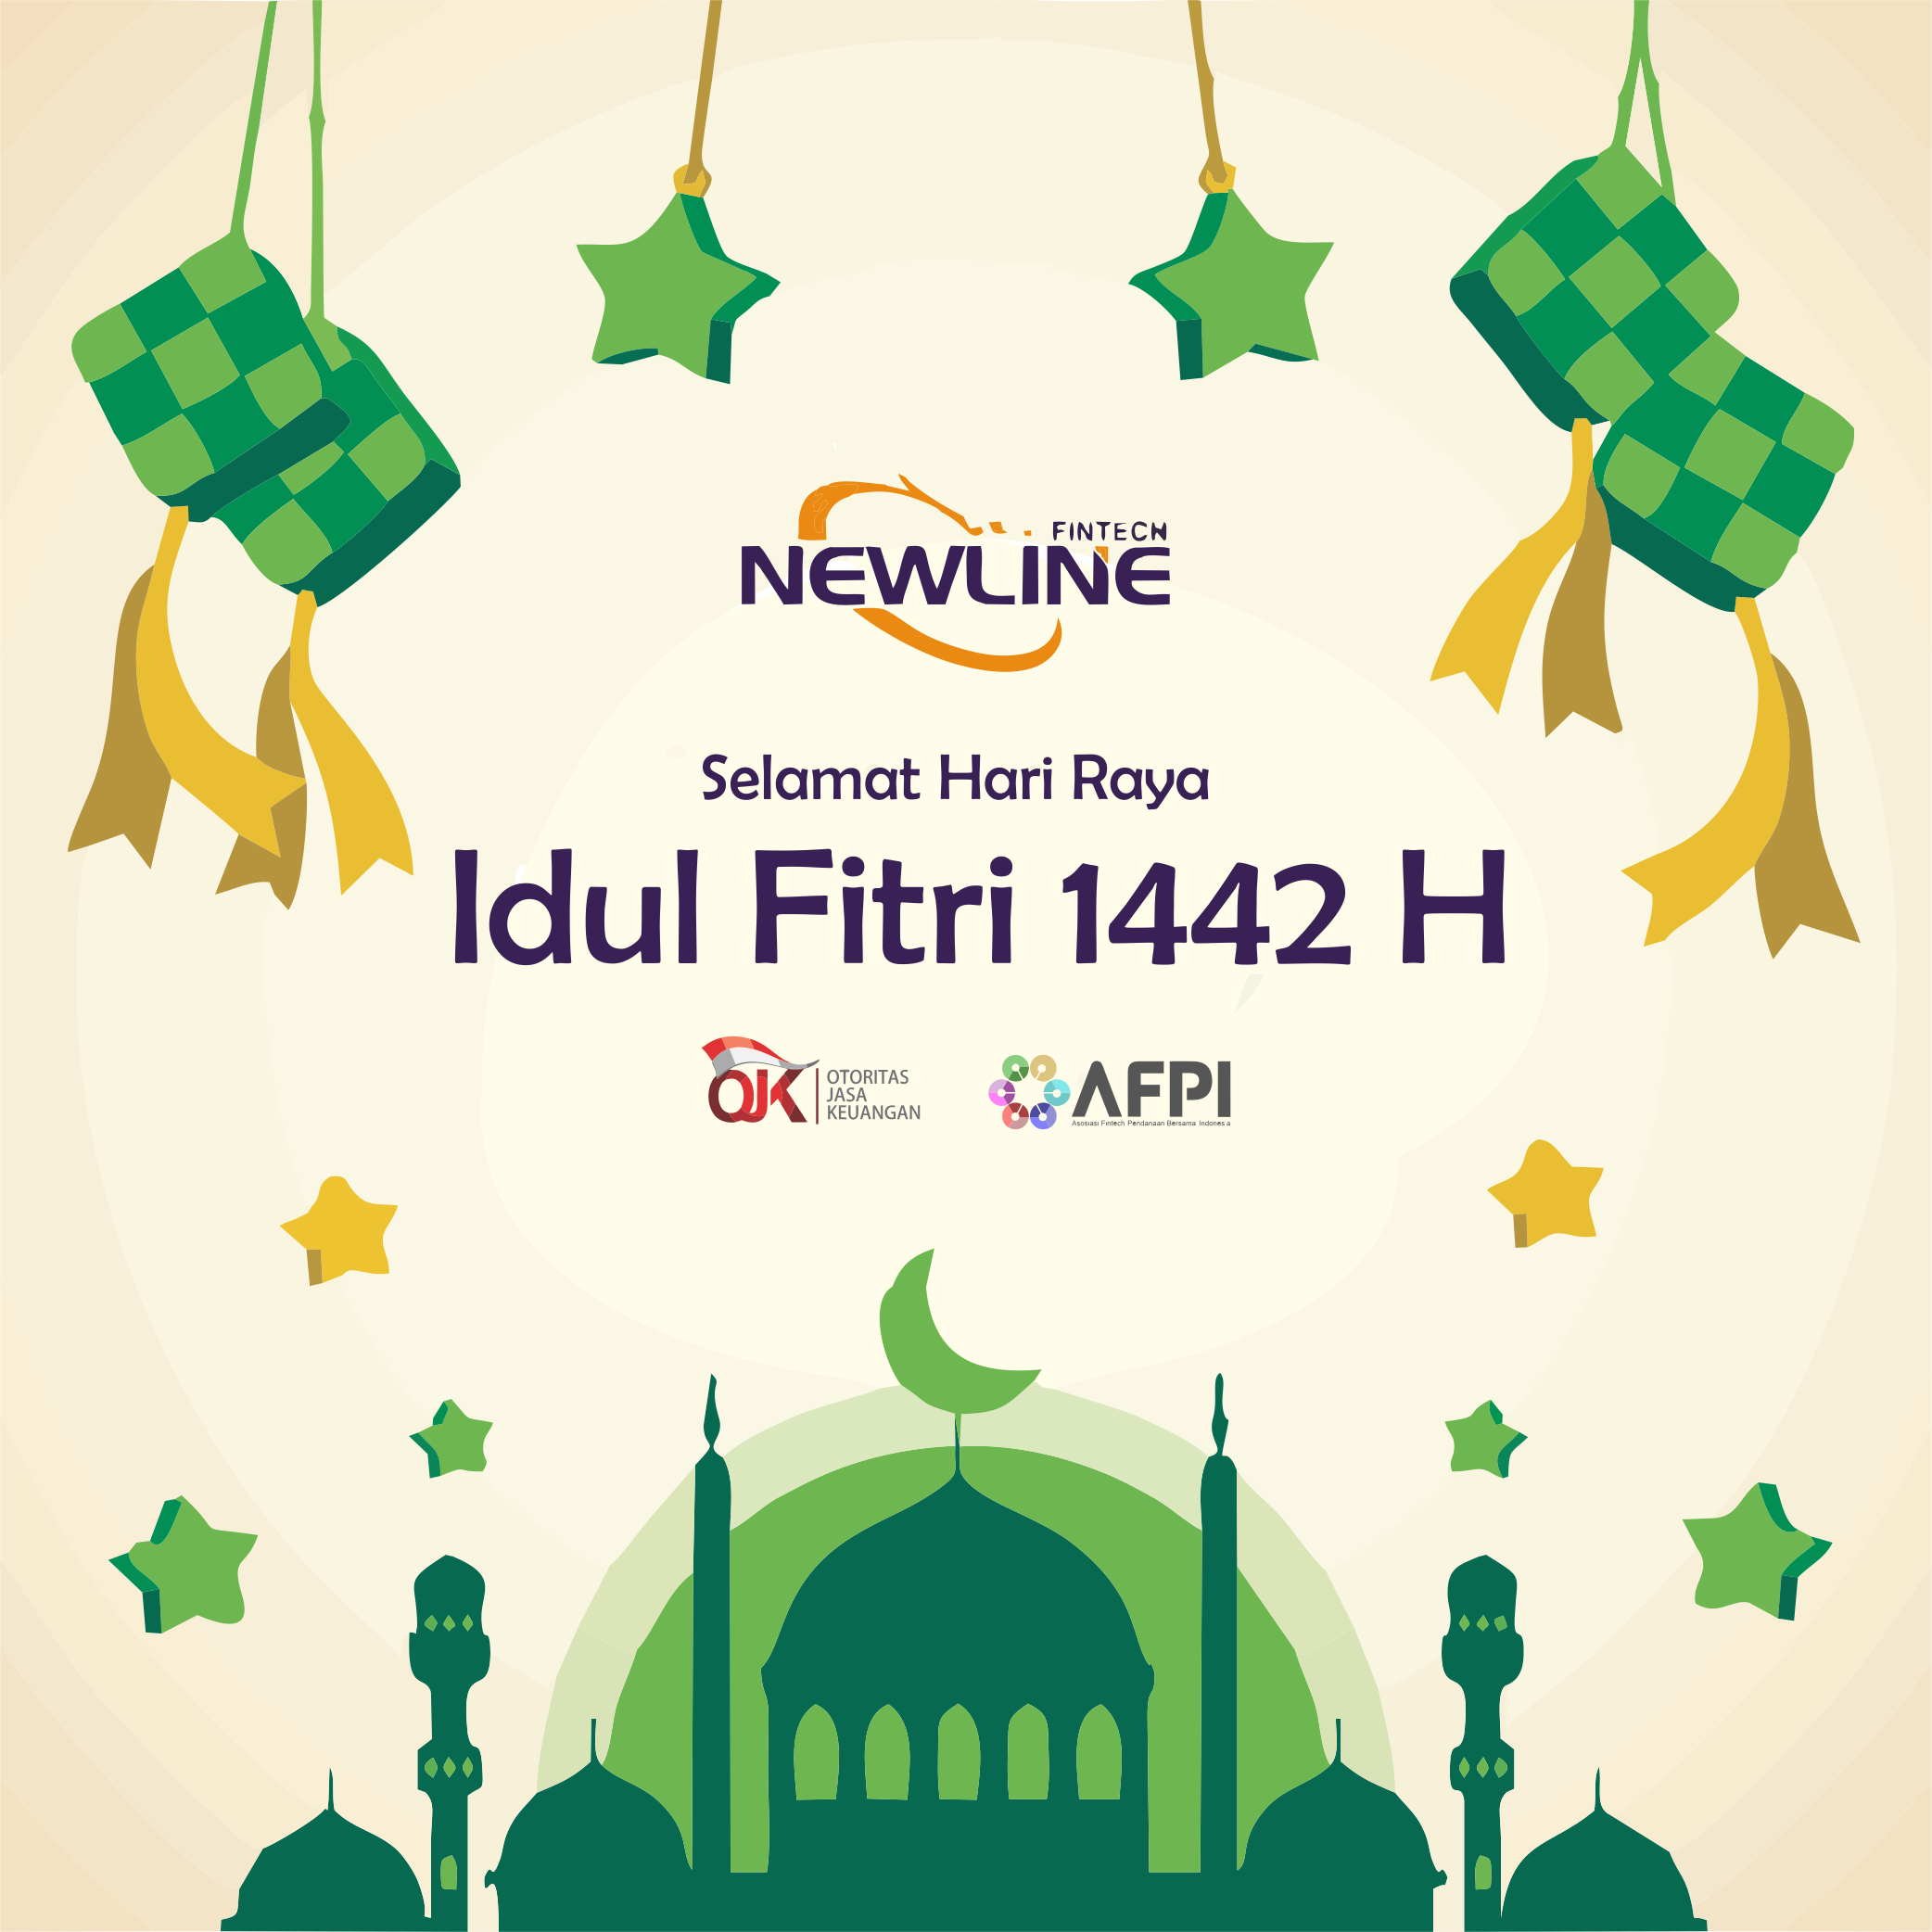 FINTECH
NEWLINE
Selamat Hari Raya
Idul Fitri 1442 H
OJK
OTORITAS
JASA
KEUANGAN
AFPI
Asosiasi Fintech Pendanaan Bersama Indonesia